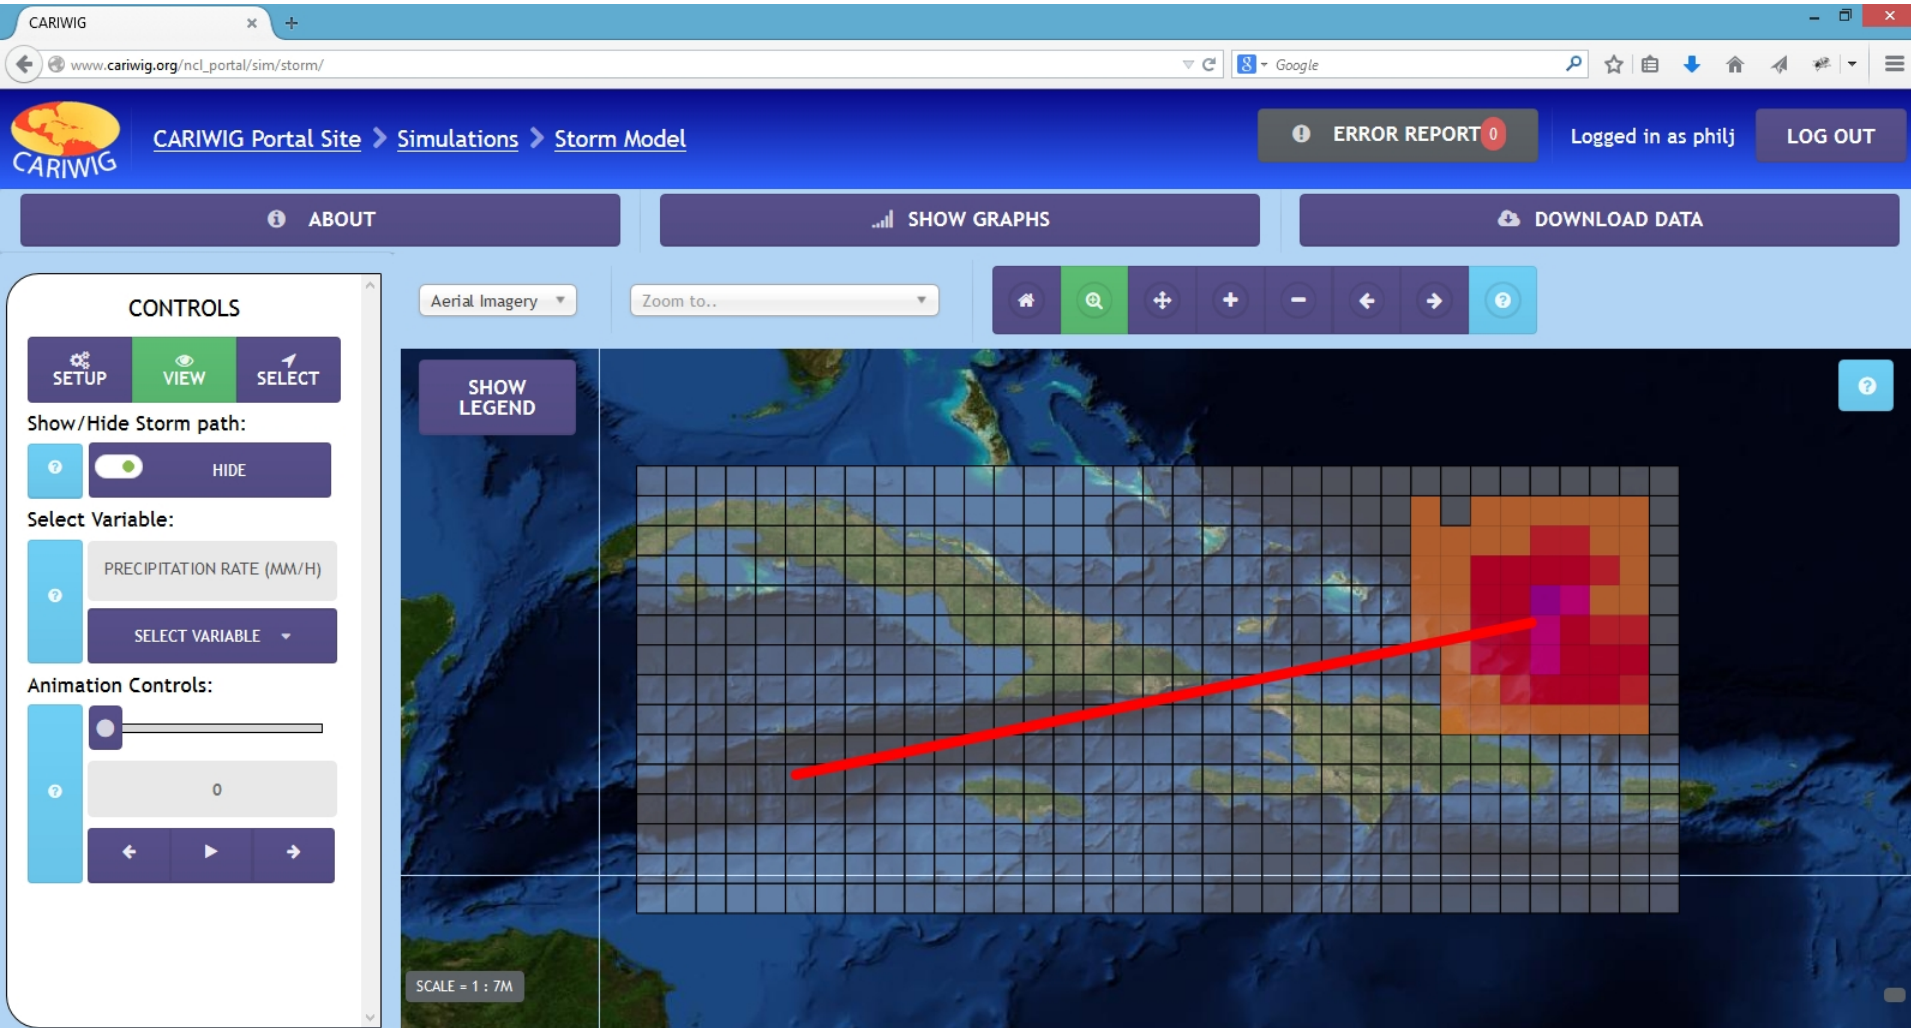 CARIWIG
www.cariwig.org/ncl_portal/sim/storm/
8
Google
CARIWIG
CARIWIG Portal Site
Simulations
Storm Model
ERROR REPORT 0
Logged in as philj
LOG OUT
ABOUT
SHOW GRAPHS
DOWNLOAD DATA
CONTROLS
SETUP
VIEW
SELECT
Show/Hide Storm path:
HIDE
Select Variable:
PRECIPITATION RATE (MM/H)
SELECT VARIABLE
Animation Controls:
0
Aerial Imagery
Zoom to..
SHOW
LEGEND
SCALE = 1 : 7M